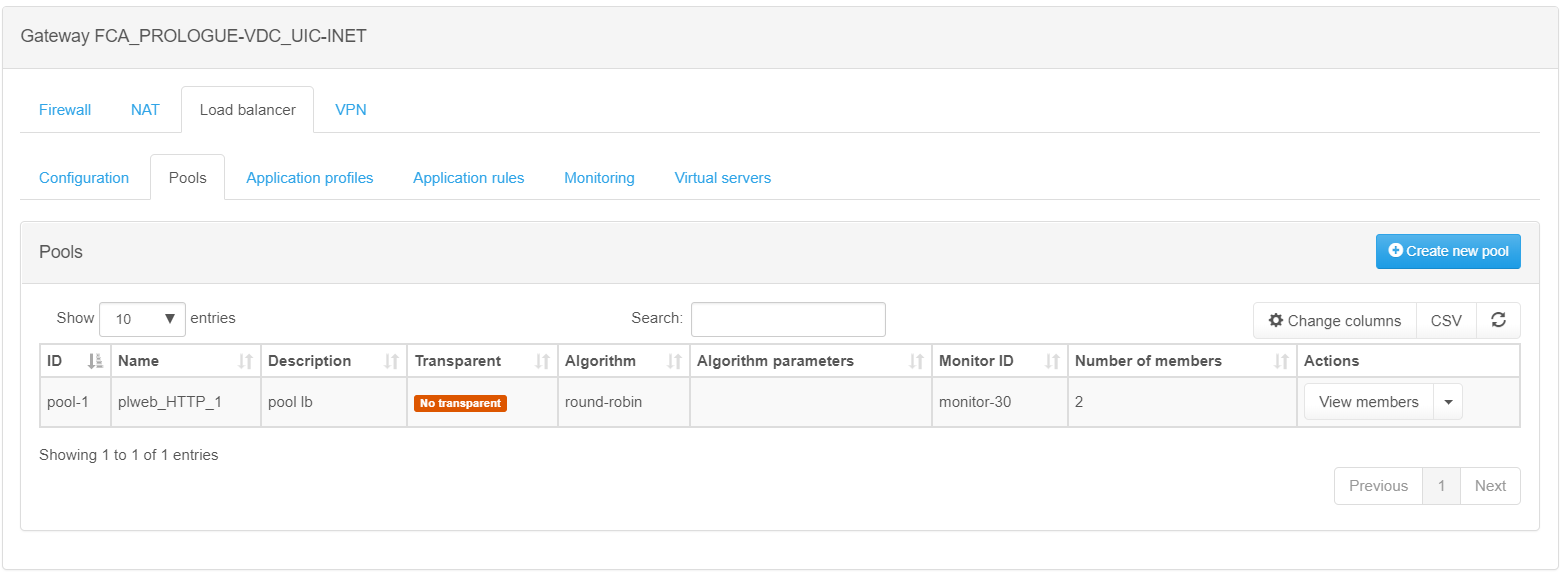 Gateway FCA_PROLOGUE-VDC_UIC-INET
Firewall NAT Load balancer VPN
Configuration Pools Application profiles Application rules Monitoring Virtual servers
Pools Create new pool
Show 10 entries Search: Change columns CSV
ID Name Description Transparent Algorithm Algorithm parameters Monitor ID Number of members Actions
pool-1 plweb_HTTP_1 pool lb No transparent round-robin monitor-30 2 View members
Showing 1 to 1 of 1 entries
Previous 1 Next